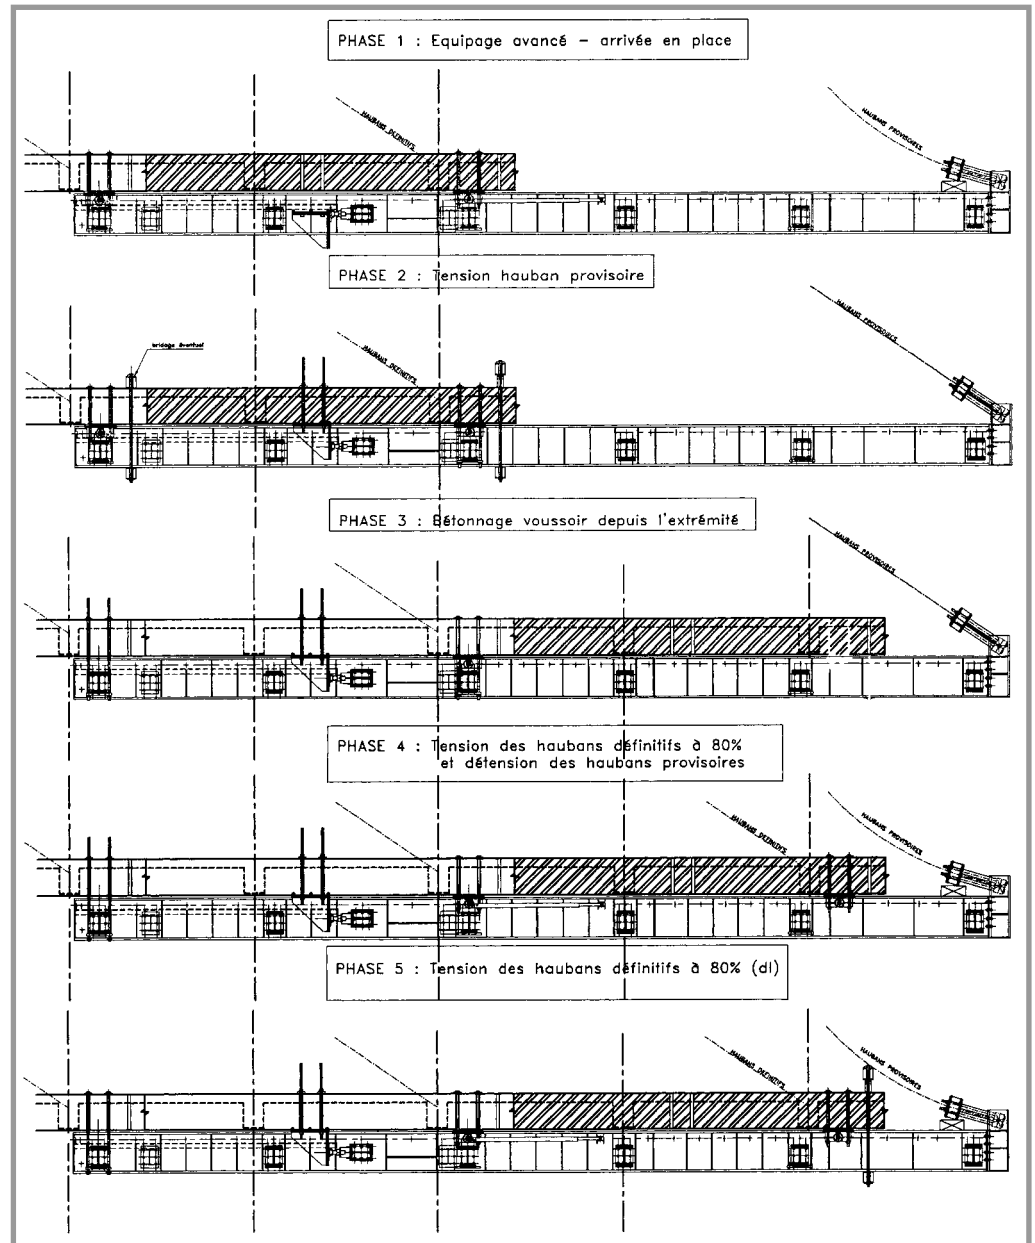 PHASE 1 : Equipage avancé – arrivée en place
HAUBANS DEFINITIFS
HAUBANS PROVISOIRES
PHASE 2 : Tension hauban provisoire
bridage éventuel
HAUBANS DEFINITIFS
HAUBANS PROVISOIRES
PHASE 3 : Bétonnage voussoir depuis l'extrémité
HAUBANS PROVISOIRES
PHASE 4 : Tension des haubans définitifs à 80%
et détension des haubans provisoires
HAUBANS DEFINITIFS
HAUBANS PROVISOIRES
PHASE 5 : Tension des haubans définitifs à 80% (dl)
HAUBANS DEFINITIFS
HAUBANS PROVISOIRES